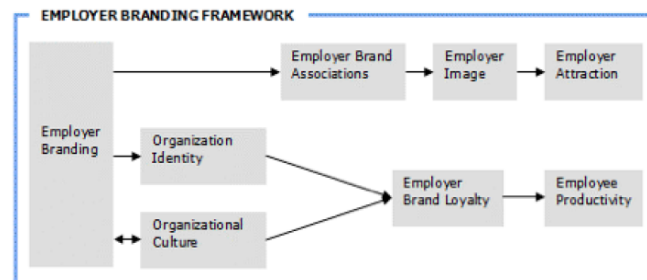 EMPLOYER BRANDING FRAMEWORK
Employer Brand
Associations
Employer
Image
Employer
Attraction
Employer
Branding
Organization
Identity
Employer
Brand Loyalty
Employee
Productivity
Organizational
Culture